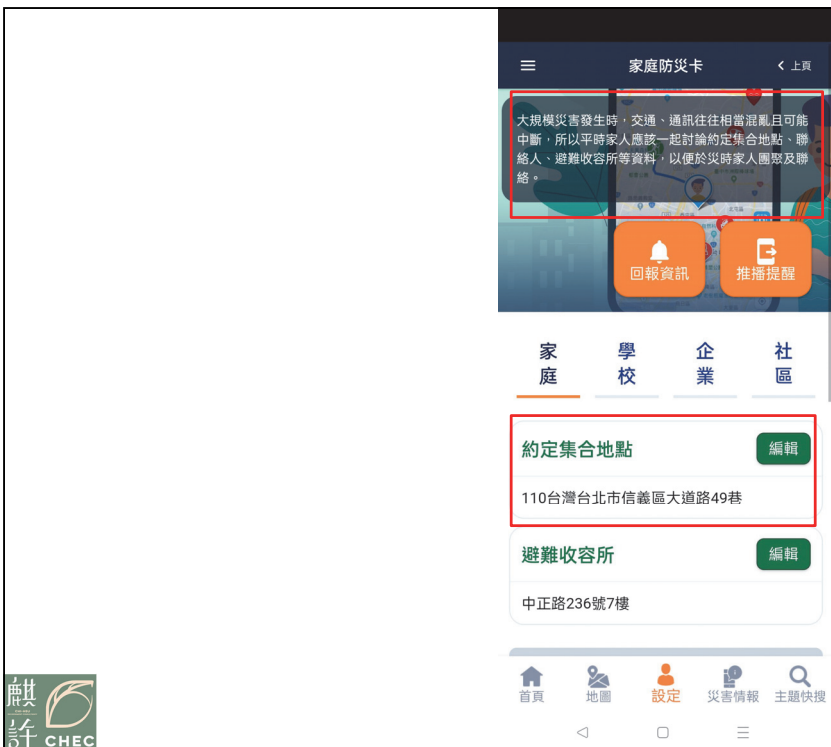 家庭防災卡
上頁
大規模災害發生時，交通、通訊往往相當混亂且可能
中斷，所以平時家人應該一起討論約定集合地點、聯
絡人、避難收容所等資料，以便於災時家人團聚及聯
絡。
回報資訊
推播提醒
家庭
學校
企業
社區
約定集合地點
編輯
110台灣台北市信義區大道路49巷
避難收容所
編輯
中正路236號7樓
首頁
地圖
設定
災害情報
主題快搜
麒許
CHEC